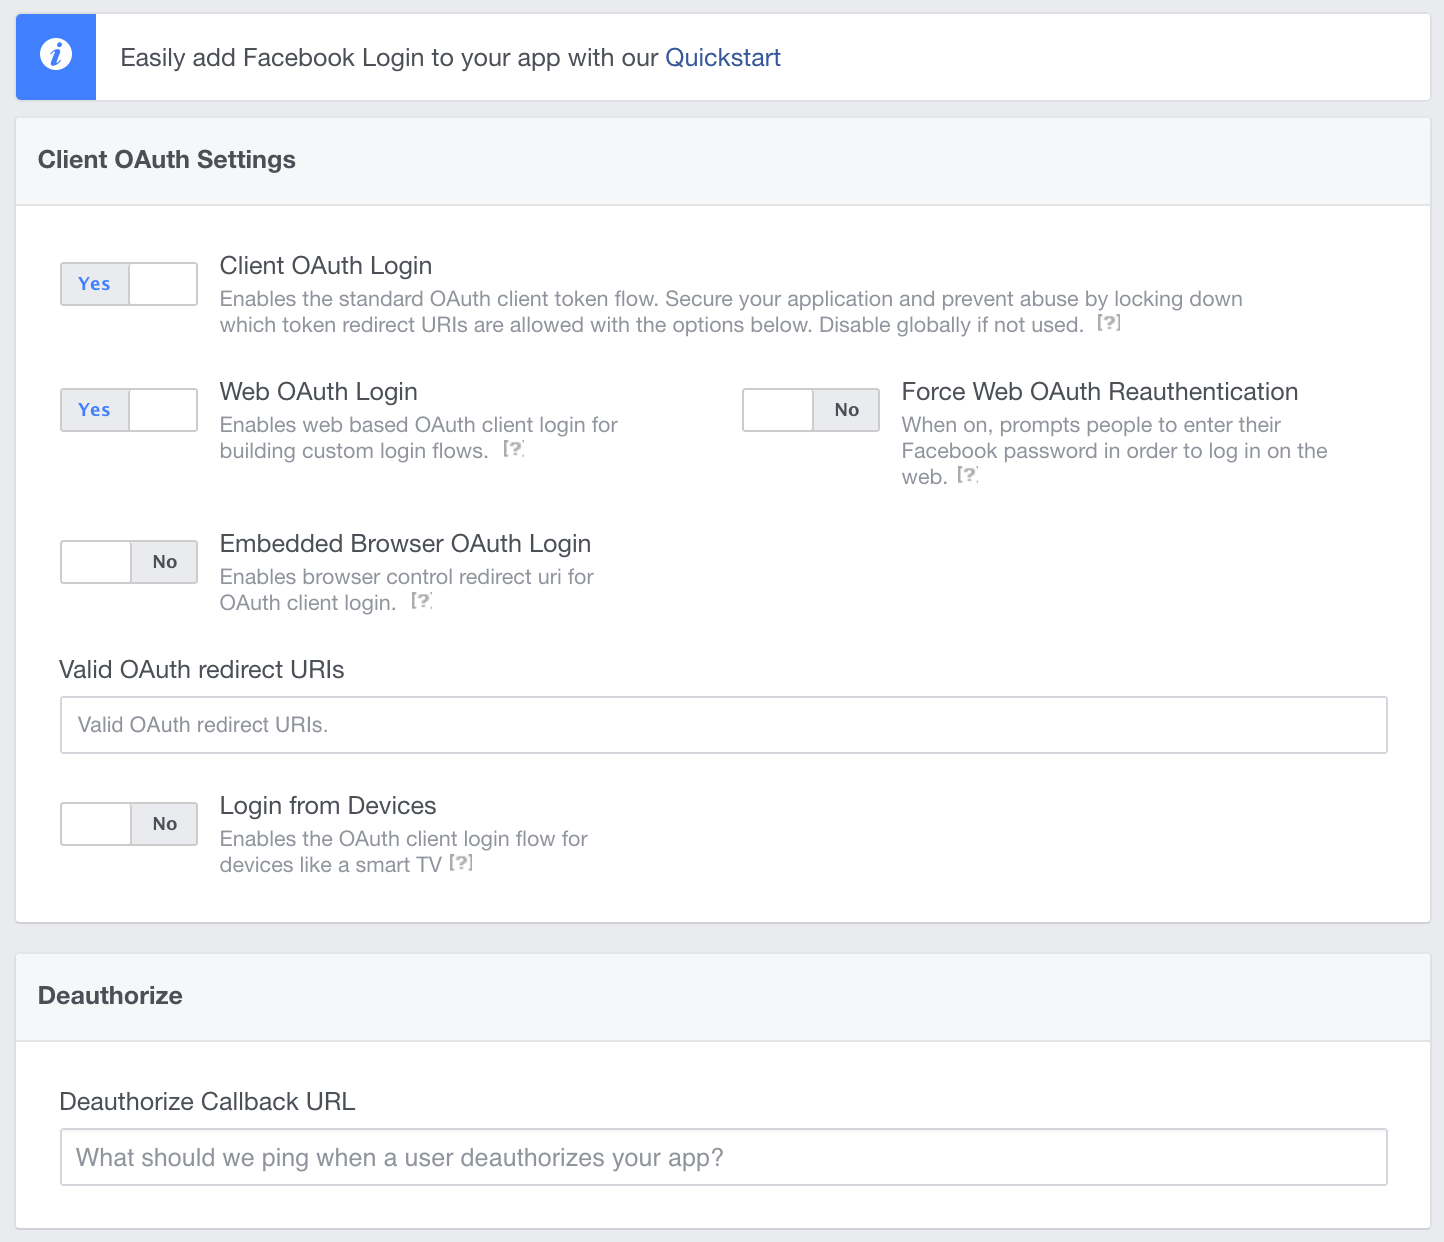 Easily add Facebook Login to your app with our Quickstart
Client OAuth Settings
Yes
Client OAuth Login
Enables the standard OAuth client token flow. Secure your application and prevent abuse by locking down
which token redirect URIs are allowed with the options below. Disable globally if not used. [?]
Yes
Web OAuth Login
Enables web based OAuth client login for
building custom login flows. [?]
No
Force Web OAuth Reauthentication
When on, prompts people to enter their
Facebook password in order to log in on the
web. [?]
No
Embedded Browser OAuth Login
Enables browser control redirect uri for
OAuth client login. [?]
Valid OAuth redirect URIs
Valid OAuth redirect URIs.
No
Login from Devices
Enables the OAuth client login flow for
devices like a smart TV [?]
Deauthorize
Deauthorize Callback URL
What should we ping when a user deauthorizes your app?